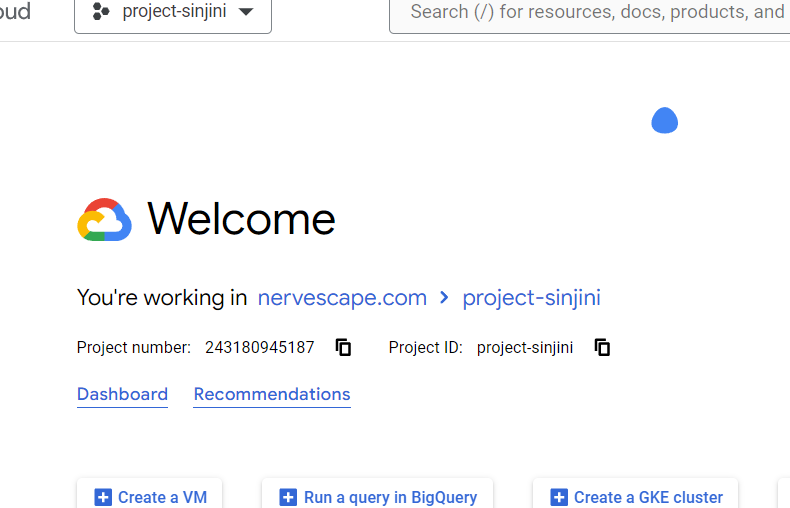 oud project-sinjini Search (/) for resources, docs, products, and
Welcome
You're working in nervescape.com > project-sinjini
Project number: 243180945187 Project ID: project-sinjini
Dashboard Recommendations
Create a VM Run a query in BigQuery Create a GKE cluster